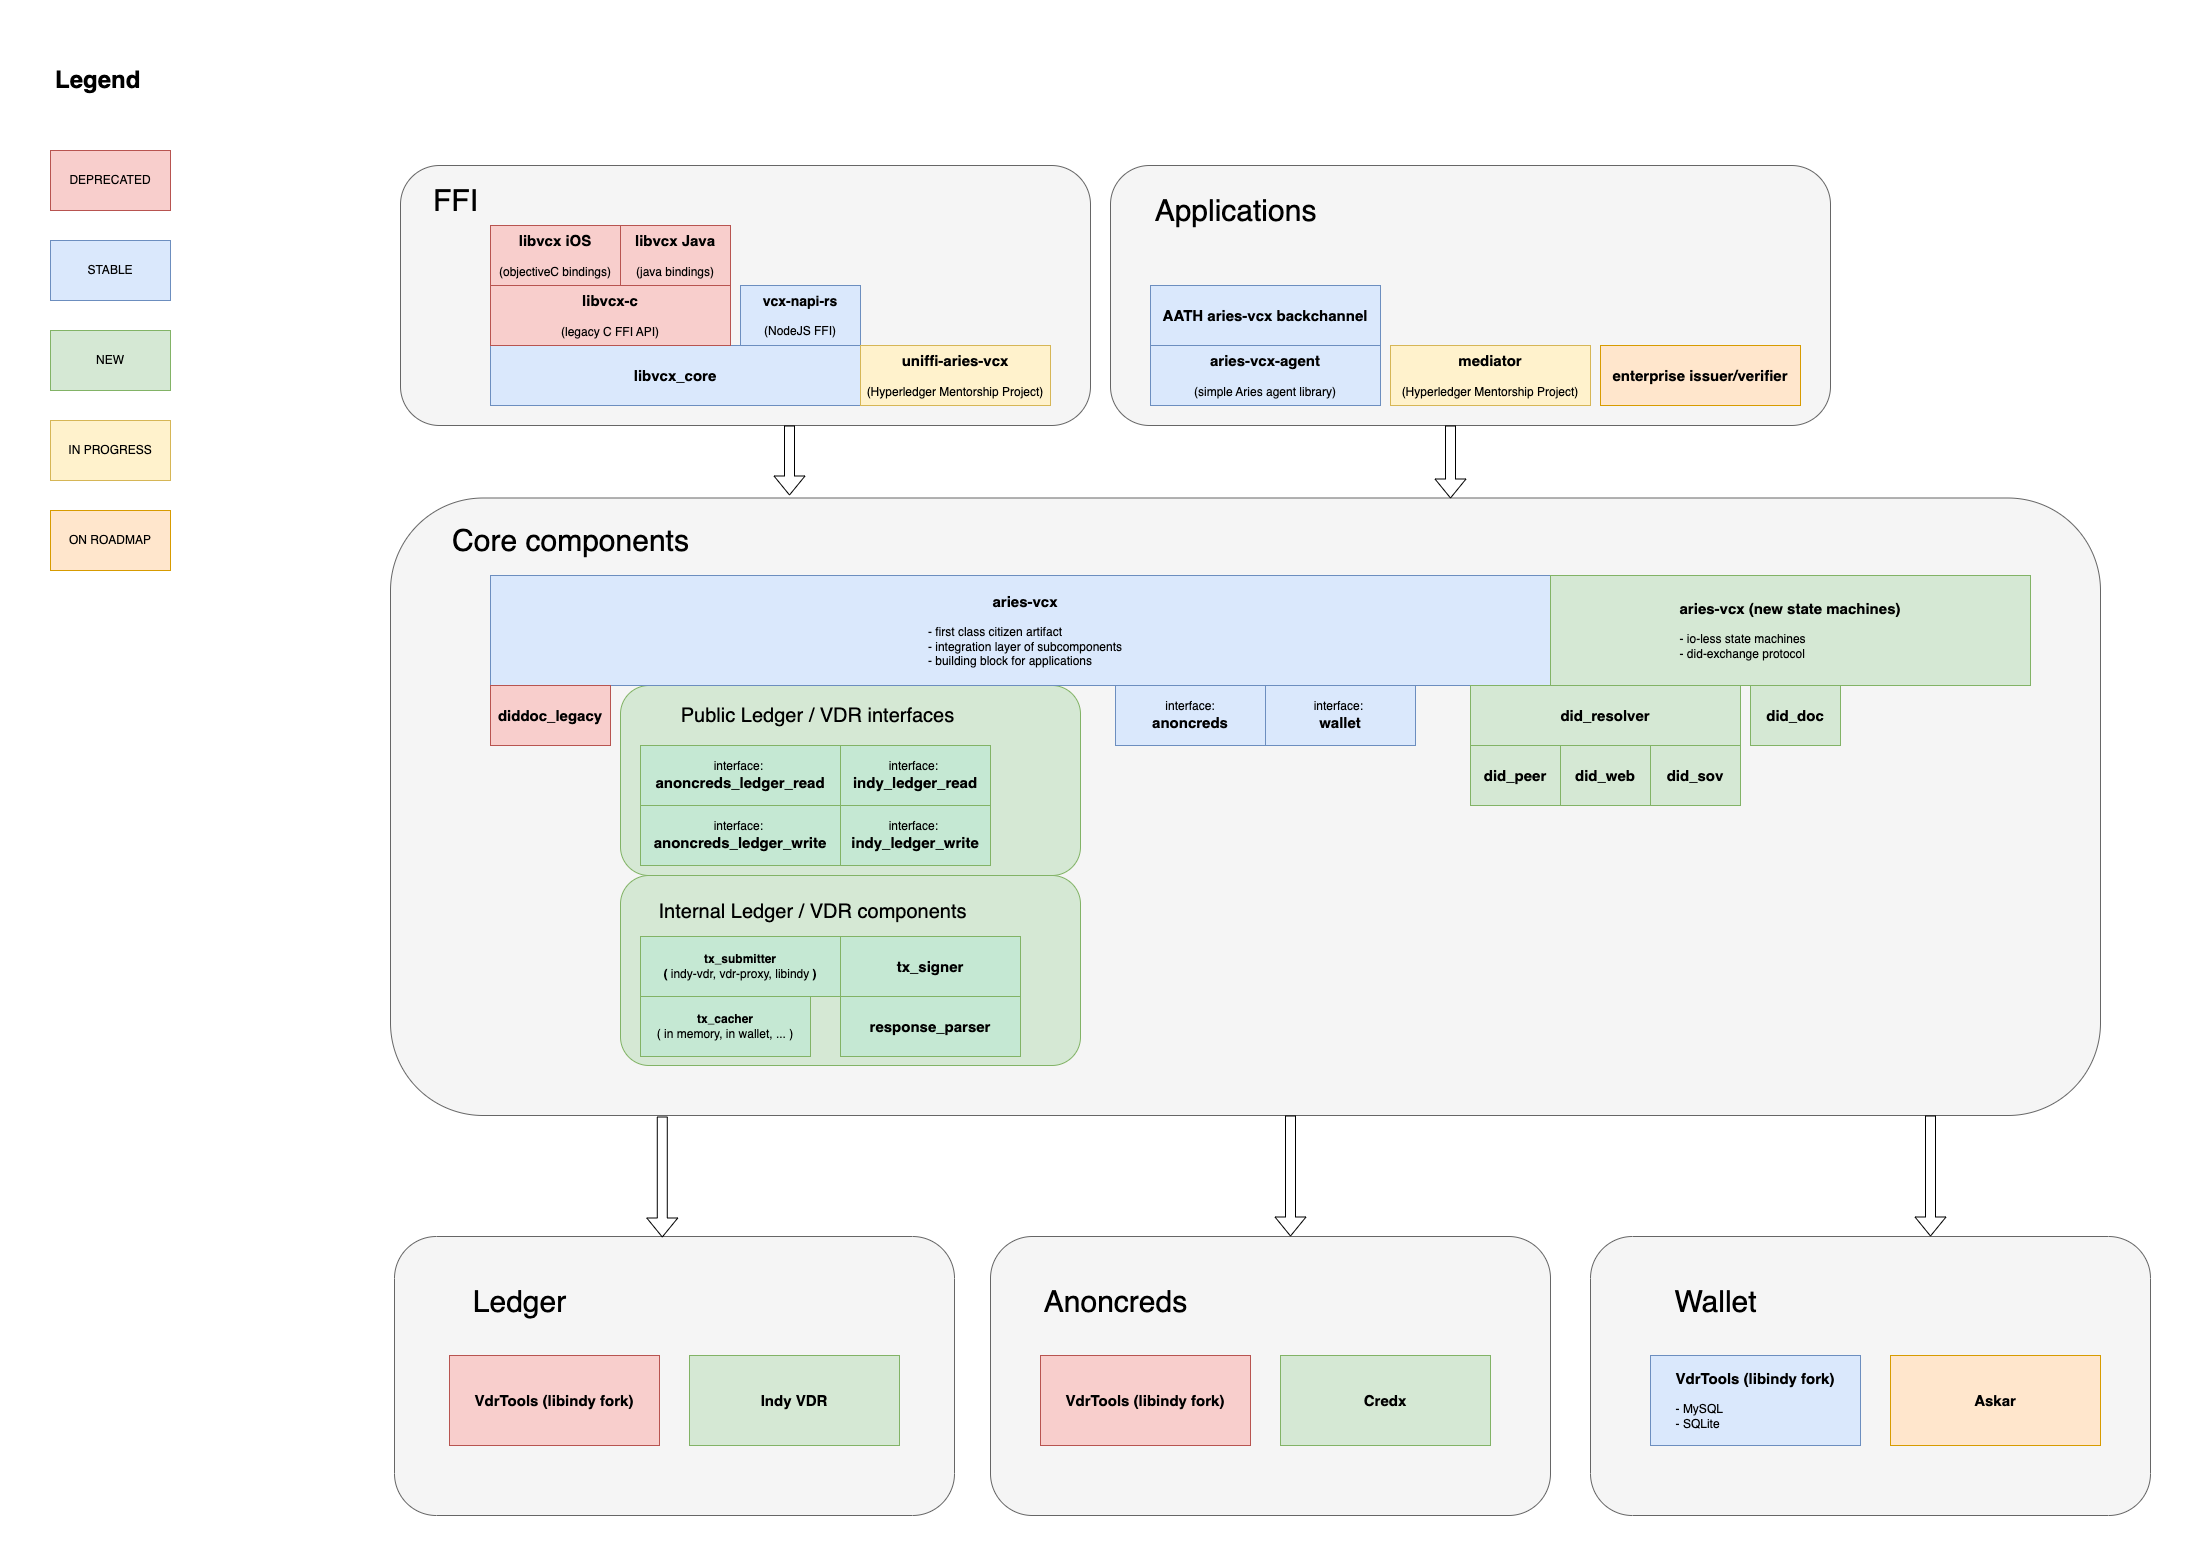 Legend
DEPRECATED
STABLE
NEW
IN PROGRESS
ON ROADMAP
FFI
libvcx iOS
(objectiveC bindings)
libvcx Java
(java bindings)
libvcx-c
(legacy C FFI API)
vcx-napi-rs
(NodeJS FFI)
libvcx_core
uniffi-aries-vcx
(Hyperledger Mentorship Project)
Applications
AATH aries-vcx backchannel
aries-vcx-agent
(simple Aries agent library)
mediator
(Hyperledger Mentorship Project)
enterprise issuer/verifier
Core components
aries-vcx
- first class citizen artifact
- integration layer of subcomponents
- building block for applications
aries-vcx (new state machines)
- io-less state machines
- did-exchange protocol
diddoc_legacy
Public Ledger / VDR interfaces
interface:
anoncreds_ledger_read
interface:
indy_ledger_read
interface:
anoncreds_ledger_write
interface:
indy_ledger_write
interface:
anoncreds
interface:
wallet
did_resolver
did_doc
did_peer
did_web
did_sov
Internal Ledger / VDR components
tx_submitter
( indy-vdr, vdr-proxy, libindy )
tx_signer
tx_cacher
( in memory, in wallet, ... )
response_parser
Ledger
VdrTools (libindy fork)
Indy VDR
Anoncreds
VdrTools (libindy fork)
Credx
Wallet
VdrTools (libindy fork)
- MySQL
- SQLite
Askar